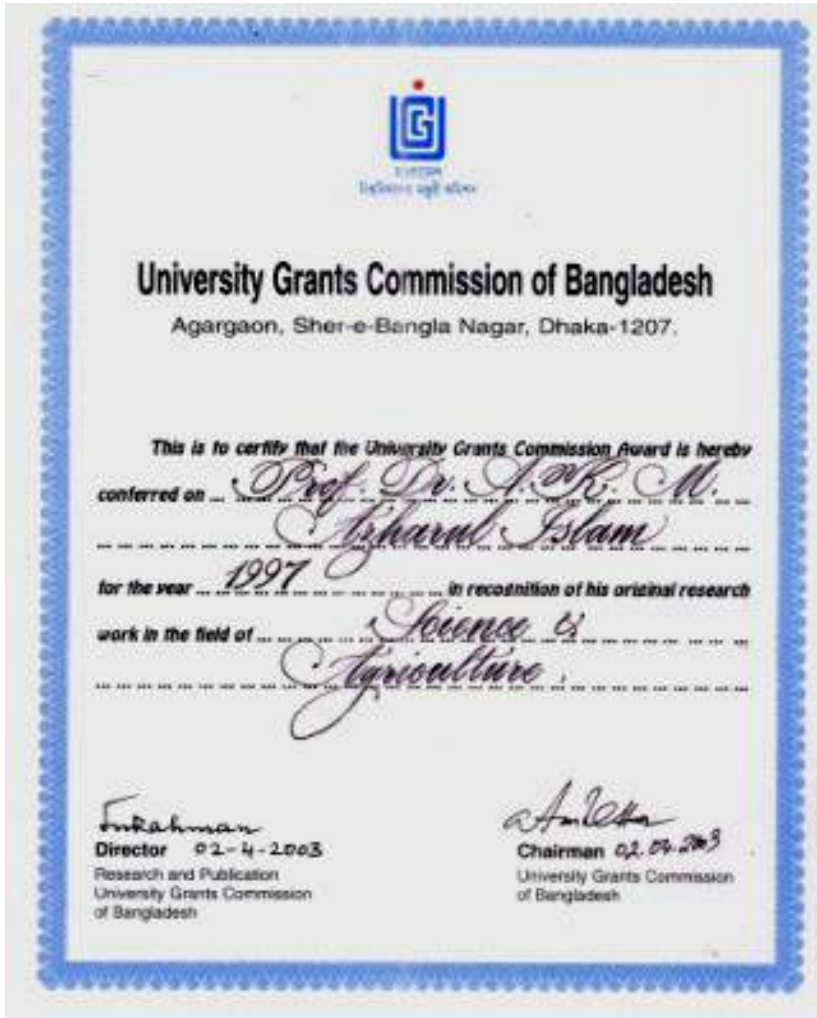 University Grants Commission of Bangladesh
Agargaon, Sher-e-Bangla Nagar, Dhaka-1207.
This is to certify that the University Grants Commission Award is hereby
conferred on ... Prof. Dr. A. K. M.
Azharul Islam
for the year ... 1997 ... in recognition of his original research
work in the field of ... Science &
Agriculture.
Director 02-4-2003
Research and Publication
University Grants Commission
of Bangladesh
Chairman 02.04.2003
University Grants Commission
of Bangladesh